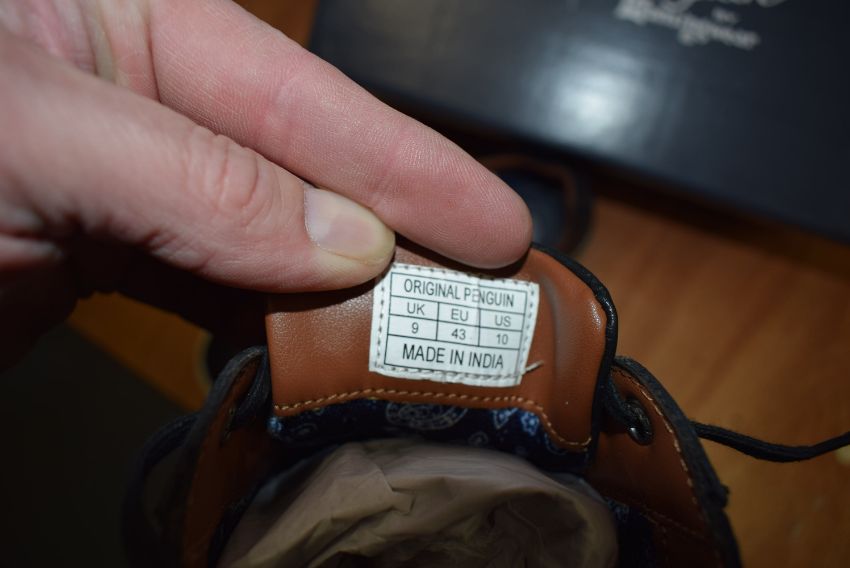 ORIGINAL PENGUIN
UK EU US
9 43 10
MADE IN INDIA